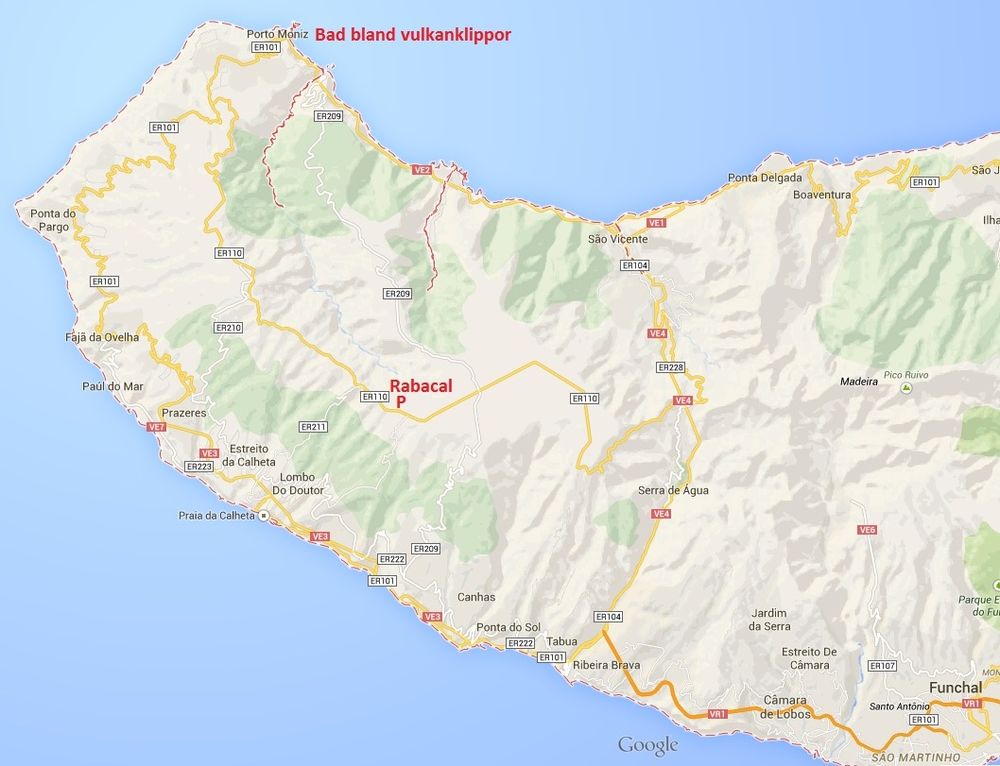 Porto Moniz
Bad bland vulkanklippor
ER101
ER209
ER101
VE2
Ponta Delgada
Boaventura
ER101
São J
Ponta do
Pargo
VE1
Ilha
São Vicente
ER110
ER104
ER101
ER209
ER210
VE4
Fajã da Ovelha
ER228
Paúl do Mar
Rabacal
P
ER110
ER110
Madeira
Pico Ruivo
VE4
Prazeres
VE7
ER211
VE3
Estreito
da Calheta
ER223
Lombo
Do Doutor
Serra de Água
Praia da Calheta
VE4
VE6
VE3
ER222
ER209
ER101
Canhas
Parque E
do Fu
VE3
ER104
Jardim
da Serra
Ponta do Sol
ER222
Tabua
ER101
Ribeira Brava
Estreito De
Câmara
ER107
MON
Funchal
Câmara
de Lobos
Santo António
VR1
VR1
ER101
Google
SÃO MARTINHO